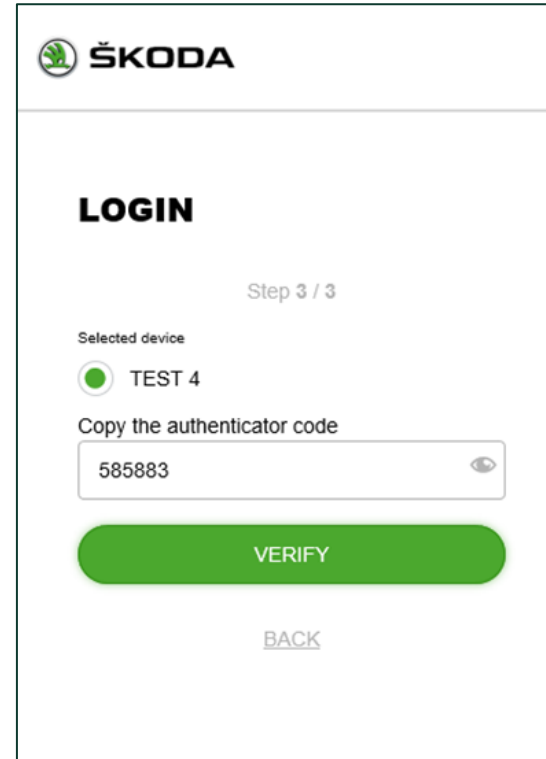 ŠKODA
LOGIN
Step 3 / 3
Selected device
TEST 4
Copy the authenticator code
585883
VERIFY
BACK